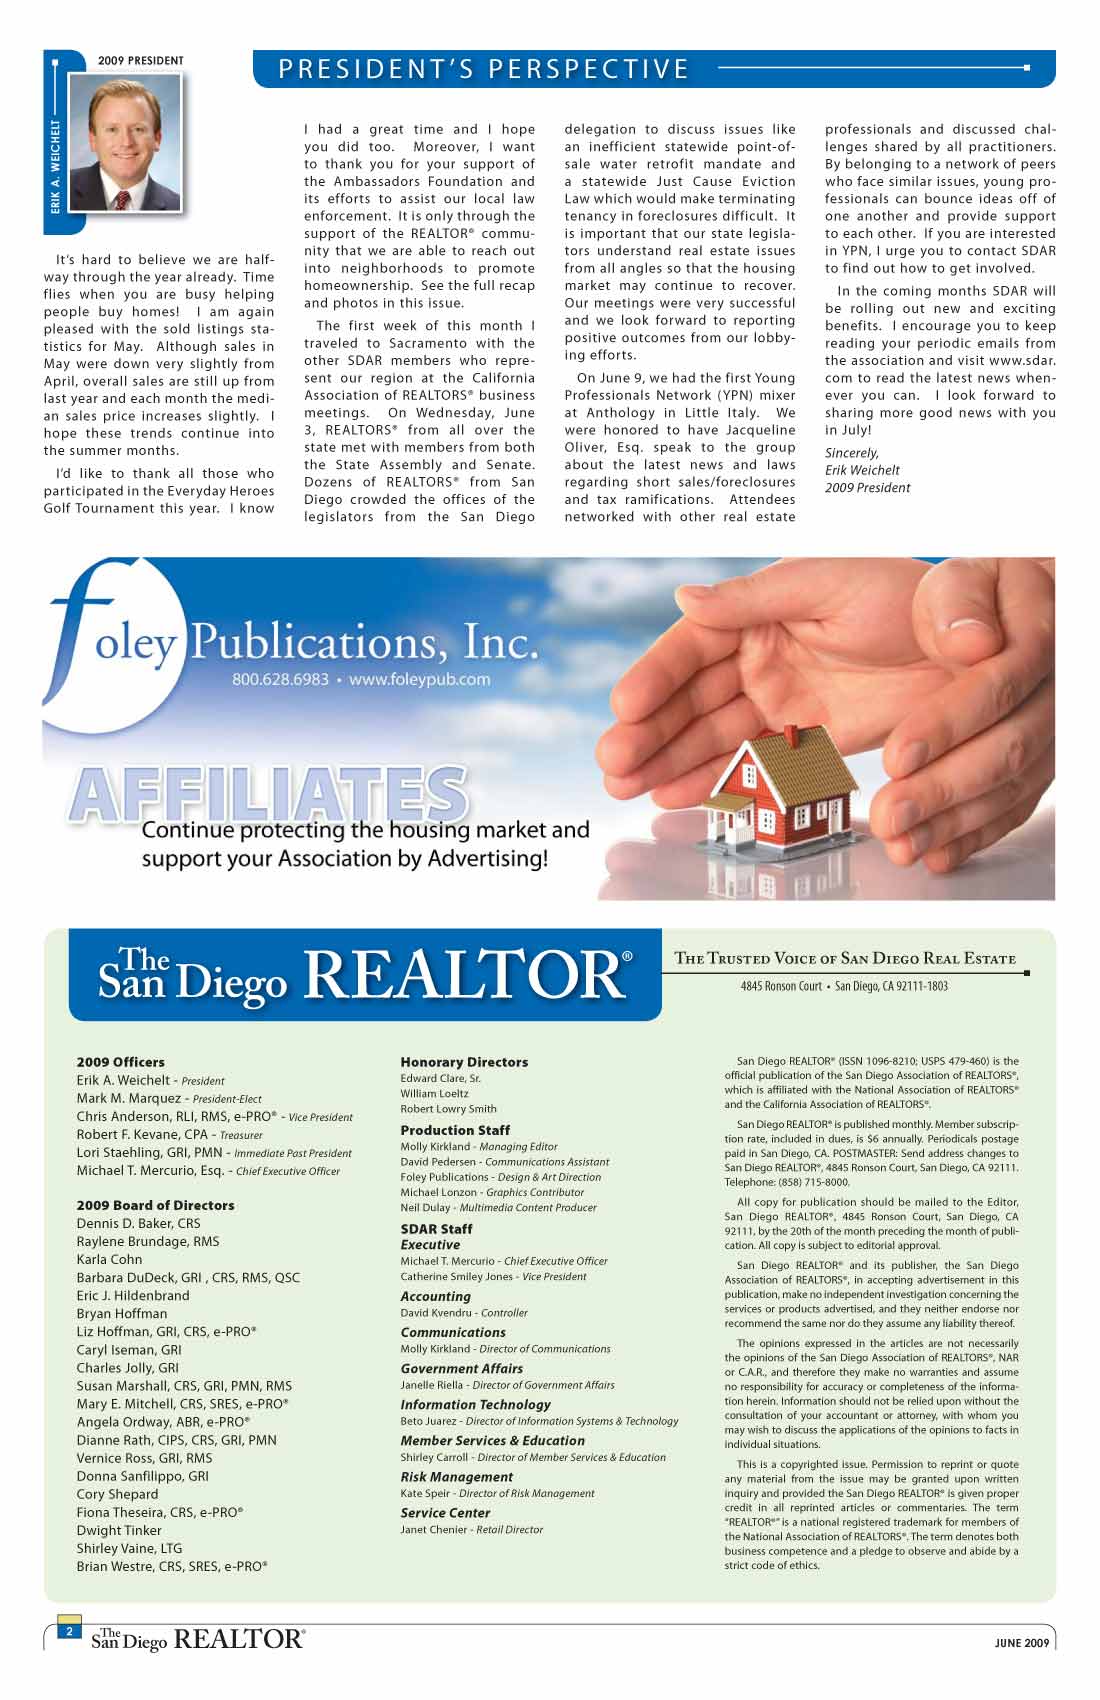 2009 PRESIDENT
ERIK A. WEICHELT
PRESIDENT'S PERSPECTIVE
It's hard to believe we are half-
way through the year already. Time
flies when you are busy helping
people buy homes! I am again
pleased with the sold listings sta-
tistics for May. Although sales in
May were down very slightly from
April, overall sales are still up from
last year and each month the medi-
an sales price increases slightly. I
hope these trends continue into
the summer months.
I'd like to thank all those who
participated in the Everyday Heroes
Golf Tournament this year. I know
I had a great time and I hope
you did too. Moreover, I want
to thank you for your support of
the Ambassadors Foundation and
its efforts to assist our local law
enforcement. It is only through the
support of the REALTOR® commu-
nity that we are able to reach out
into neighborhoods to promote
homeownership. See the full recap
and photos in this issue.
The first week of this month I
traveled to Sacramento with the
other SDAR members who repre-
sent our region at the California
Association of REALTORS® business
meetings. On Wednesday, June
3, REALTORS® from all over the
state met with members from both
the State Assembly and Senate.
Dozens of REALTORS® from San
Diego crowded the offices of the
legislators from the San Diego
delegation to discuss issues like
an inefficient statewide point-of-
sale water retrofit mandate and
a statewide Just Cause Eviction
Law which would make terminating
tenancy in foreclosures difficult. It
is important that our state legisla-
tors understand real estate issues
from all angles so that the housing
market may continue to recover.
Our meetings were very successful
and we look forward to reporting
positive outcomes from our lobby-
ing efforts.
On June 9, we had the first Young
Professionals Network (YPN) mixer
at Anthology in Little Italy. We
were honored to have Jacqueline
Oliver, Esq. speak to the group
about the latest news and laws
regarding short sales/foreclosures
and tax ramifications. Attendees
networked with other real estate
professionals and discussed chal-
lenges shared by all practitioners.
By belonging to a network of peers
who face similar issues, young pro-
fessionals can bounce ideas off of
one another and provide support
to each other. If you are interested
in YPN, I urge you to contact SDAR
to find out how to get involved.
In the coming months SDAR will
be rolling out new and exciting
benefits. I encourage you to keep
reading your periodic emails from
the association and visit www.sdar.
com to read the latest news when-
ever you can. I look forward to
sharing more good news with you
in July!
Sincerely,
Erik Weichelt
2009 President
foley Publications, Inc.
800.628.6983 • www.foleypub.com
AFFILIATES
Continue protecting the housing market and
support your Association by Advertising!
The San Diego REALTOR®
THE TRUSTED VOICE OF SAN DIEGO REAL ESTATE
4845 Ronson Court • San Diego, CA 92111-1803
2009 Officers
Erik A. Weichelt - President
Mark M. Marquez - President-Elect
Chris Anderson, RLI, RMS, e-PRO® - Vice President
Robert F. Kevane, CPA - Treasurer
Lori Staehling, GRI, PMN - Immediate Past President
Michael T. Mercurio, Esq. - Chief Executive Officer
2009 Board of Directors
Dennis D. Baker, CRS
Raylene Brundage, RMS
Karla Cohn
Barbara DuDeck, GRI , CRS, RMS, QSC
Eric J. Hildenbrand
Bryan Hoffman
Liz Hoffman, GRI, CRS, e-PRO®
Caryl Iseman, GRI
Charles Jolly, GRI
Susan Marshall, CRS, GRI, PMN, RMS
Mary E. Mitchell, CRS, SRES, e-PRO®
Angela Ordway, ABR, e-PRO®
Dianne Rath, CIPS, CRS, GRI, PMN
Vernice Ross, GRI, RMS
Donna Sanfilippo, GRI
Cory Shepard
Fiona Theseira, CRS, e-PRO®
Dwight Tinker
Shirley Vaine, LTG
Brian Westre, CRS, SRES, e-PRO®
Honorary Directors
Edward Clare, Sr.
William Loeltz
Robert Lowry Smith
Production Staff
Molly Kirkland - Managing Editor
David Pedersen - Communications Assistant
Foley Publications - Design & Art Direction
Michael Lonzon - Graphics Contributor
Neil Dulay - Multimedia Content Producer
SDAR Staff
Executive
Michael T. Mercurio - Chief Executive Officer
Catherine Smiley Jones - Vice President
Accounting
David Kvendru - Controller
Communications
Molly Kirkland - Director of Communications
Government Affairs
Janelle Riella - Director of Government Affairs
Information Technology
Beto Juarez - Director of Information Systems & Technology
Member Services & Education
Shirley Carroll - Director of Member Services & Education
Risk Management
Kate Speir - Director of Risk Management
Service Center
Janet Chenier - Retail Director
San Diego REALTOR® (ISSN 1096-8210; USPS 479-460) is the
official publication of the San Diego Association of REALTORS®,
which is affiliated with the National Association of REALTORS®
and the California Association of REALTORS®.
San Diego REALTOR® is published monthly. Member subscrip-
tion rate, included in dues, is $6 annually. Periodicals postage
paid in San Diego, CA. POSTMASTER: Send address changes to
San Diego REALTOR®, 4845 Ronson Court, San Diego, CA 92111.
Telephone: (858) 715-8000.
All copy for publication should be mailed to the Editor,
San Diego REALTOR®, 4845 Ronson Court, San Diego, CA
92111, by the 20th of the month preceding the month of publi-
cation. All copy is subject to editorial approval.
San Diego REALTOR® and its publisher, the San Diego
Association of REALTORS®, in accepting advertisement in this
publication, make no independent investigation concerning the
services or products advertised, and they neither endorse nor
recommend the same nor do they assume any liability thereof.
The opinions expressed in the articles are not necessarily
the opinions of the San Diego Association of REALTORS®, NAR
or C.A.R., and therefore they make no warranties and assume
no responsibility for accuracy or completeness of the informa-
tion herein. Information should not be relied upon without the
consultation of your accountant or attorney, with whom you
may wish to discuss the applications of the opinions to facts in
individual situations.
This is a copyrighted issue. Permission to reprint or quote
any material from the issue may be granted upon written
inquiry and provided the San Diego REALTOR® is given proper
credit in all reprinted articles or commentaries. The term
"REALTOR®" is a national registered trademark for members of
the National Association of REALTORS®. The term denotes both
business competence and a pledge to observe and abide by a
strict code of ethics.
2
The San Diego REALTOR®
JUNE 2009